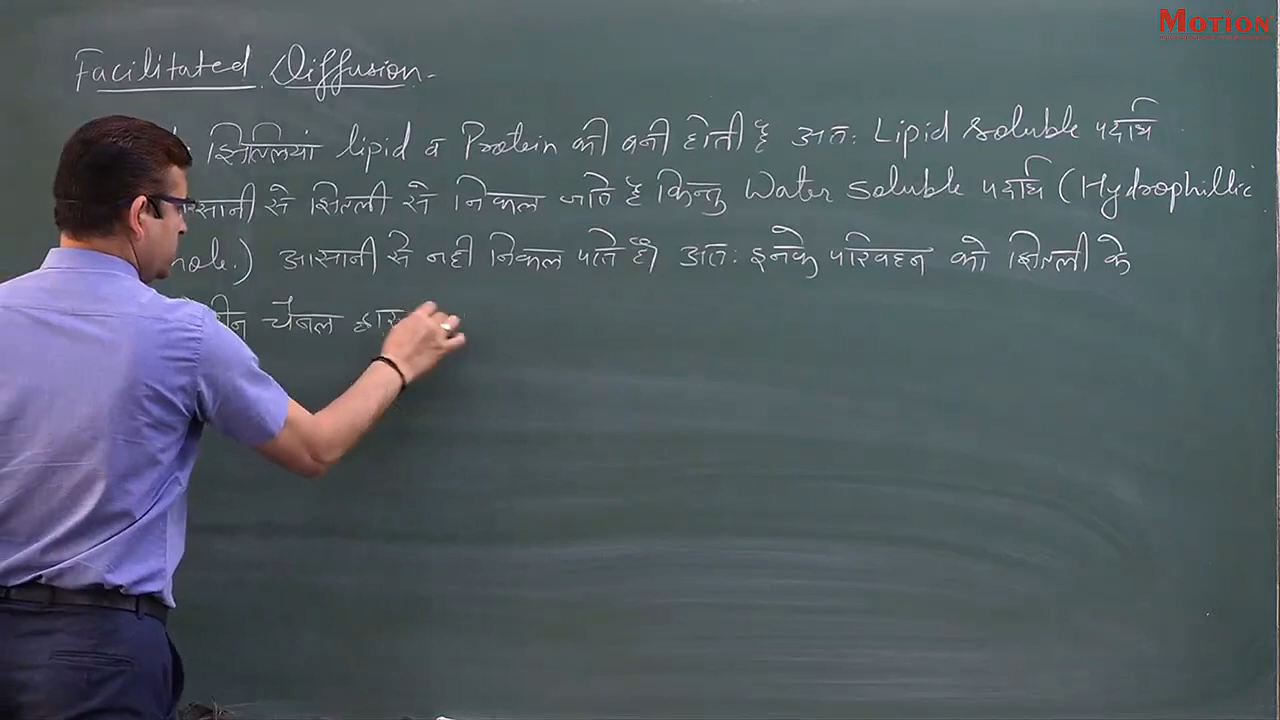 MOTION
Facilitated Diffusion -
झिल्लियां lipid व Protein की बनी होती है अतः Lipid Soluble पदार्थ
सानी से झिल्ली से निकल जाते है किन्तु Water Soluble पदार्थ (Hydrophillic
mole.) आसानी से नही निकल पाते है। अतः इनके परिवहन को झिल्ली के
चैनल